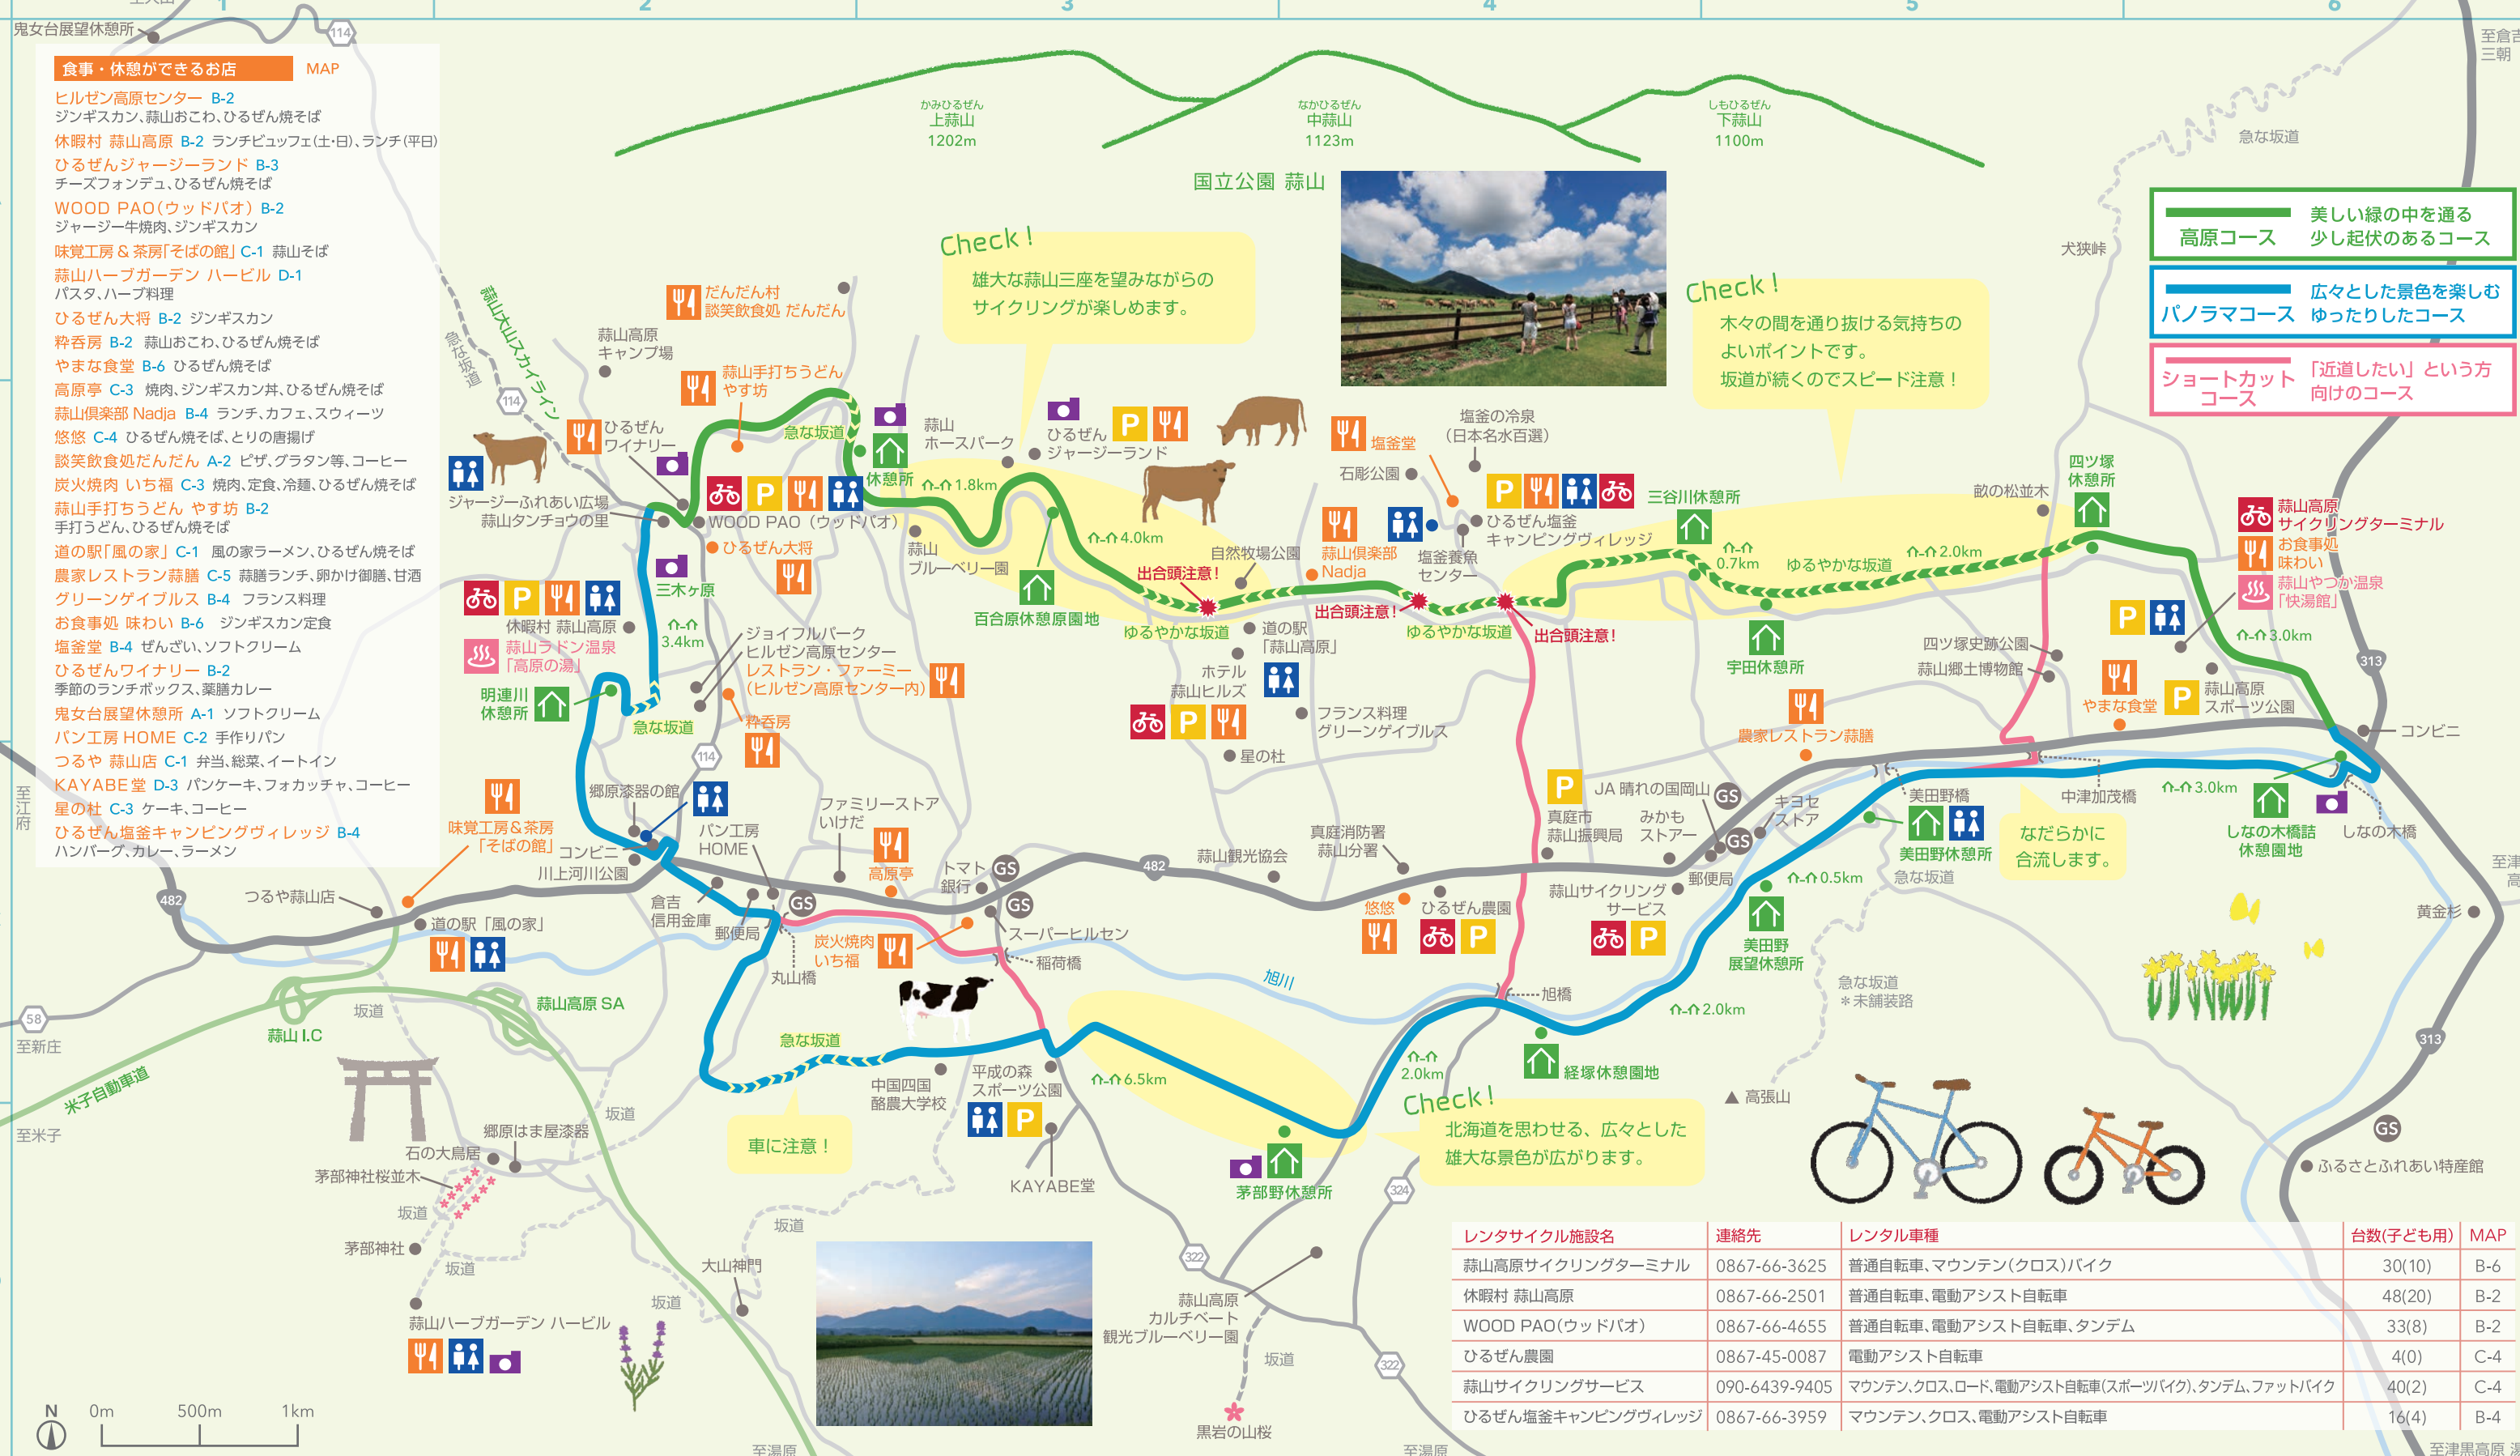 1
2
3
4
5
6
鬼女台展望休憩所
114
食事・休憩ができるお店 MAP
ヒルゼン高原センター B-2
ジンギスカン、蒜山おこわ、ひるぜん焼そば
休暇村 蒜山高原 B-2 ランチビュッフェ(土・日)、ランチ(平日)
ひるぜんジャージーランド B-3
チーズフォンデュ、ひるぜん焼そば
WOOD PAO(ウッドパオ) B-2
ジャージー牛焼肉、ジンギスカン
味覚工房&茶房「そばの館」 C-1 蒜山そば
蒜山ハーブガーデン ハービル D-1
パスタ、ハーブ料理
ひるぜん大将 B-2 ジンギスカン
粋呑房 B-2 蒜山おこわ、ひるぜん焼そば
やまな食堂 B-6 ひるぜん焼そば
高原亭 C-3 焼肉、ジンギスカン丼、ひるぜん焼そば
蒜山倶楽部 Nadja B-4 ランチ、カフェ、スウィーツ
悠悠 C-4 ひるぜん焼そば、とりの唐揚げ
談笑飲食処だんだん A-2 ピザ、グラタン等、コーヒー
炭火焼肉 いち福 C-3 焼肉、定食、冷麺、ひるぜん焼そば
蒜山手打ちうどん やす坊 B-2
手打うどん、ひるぜん焼そば
道の駅「風の家」 C-1 風の家ラーメン、ひるぜん焼そば
農家レストラン蒜膳 C-5 蒜膳ランチ、卵かけ御膳、甘酒
グリーンゲイブルス B-4 フランス料理
お食事処 味わい B-6 ジンギスカン定食
塩釜堂 B-4 ぜんざい、ソフトクリーム
ひるぜんワイナリー B-2
季節のランチボックス、薬膳カレー
鬼女台展望休憩所 A-1 ソフトクリーム
パン工房 HOME C-2 手作りパン
つるや 蒜山店 C-1 弁当、総菜、イートイン
KAYABE堂 D-3 パンケーキ、フォカッチャ、コーヒー
星の杜 C-3 ケーキ、コーヒー
ひるぜん塩釜キャンピングヴィレッジ B-4
ハンバーグ、カレー、ラーメン
かみひるぜん
上蒜山
1202m
なかひるぜん
中蒜山
1123m
しもひるぜん
下蒜山
1100m
国立公園 蒜山
至倉吉
三朝
急な坂道
犬狭峠
高原コース
美しい緑の中を通る
少し起伏のあるコース
パノラマコース
広々とした景色を楽しむ
ゆったりしたコース
ショートカット
コース
「近道したい」という方
向けのコース
Check!
雄大な蒜山三座を望みながらの
サイクリングが楽しめます。
Check!
木々の間を通り抜ける気持ちの
よいポイントです。
坂道が続くのでスピード注意!
蒜山大山スカイライン
急な坂道
114
だんだん村
談笑飲食処 だんだん
蒜山高原
キャンプ場
蒜山手打ちうどん
やす坊
急な坂道
ひるぜん
ワイナリー
ジャージーふれあい広場
蒜山タンチョウの里
P
WOOD PAO(ウッドパオ)
ひるぜん大将
休憩所
1.8km
蒜山
ホースパーク
ひるぜん
ジャージーランド
P
蒜山
ブルーベリー園
4.0km
百合原休憩原園地
出合頭注意!
ゆるやかな坂道
自然牧場公園
塩釜堂
石彫公園
塩釜の冷泉
(日本名水百選)
P
ひるぜん塩釜
キャンピングヴィレッジ
蒜山倶楽部
Nadja
塩釜養魚
センター
出合頭注意!
ゆるやかな坂道
出合頭注意!
三谷川休憩所
0.7km
ゆるやかな坂道
2.0km
宇田休憩所
畝の松並木
四ツ塚
休憩所
蒜山高原
サイクリングターミナル
お食事処
味わい
蒜山やつか温泉
「快湯館」
P
3.0km
313
四ツ塚史跡公園
蒜山郷土博物館
やまな食堂
P
蒜山高原
スポーツ公園
コンビニ
三木ヶ原
3.4km
P
休暇村 蒜山高原
蒜山ラドン温泉
「高原の湯」
明連川
休憩所
急な坂道
ジョイフルパーク
ヒルゼン高原センター
レストラン・ファーミー
(ヒルゼン高原センター内)
粋呑房
114
道の駅
「蒜山高原」
ホテル
蒜山ヒルズ
P
フランス料理
グリーンゲイブルス
星の杜
農家レストラン蒜膳
P
真庭市
蒜山振興局
JA 晴れの国岡山
GS
みかも
ストアー
GS
キヨセ
ストア
郵便局
美田野橋
美田野休憩所
急な坂道
中津加茂橋
なだらかに
合流します。
3.0km
しなの木橋詰
休憩園地
しなの木橋
0.5km
美田野
展望休憩所
急な坂道
*未舗装路
黄金杉
至江府
郷原漆器の館
コンビニ
川上河川公園
パン工房
HOME
ファミリーストア
いけだ
高原亭
トマト
銀行
GS
GS
482
蒜山観光協会
真庭消防署
蒜山分署
味覚工房&茶房
「そばの館」
つるや蒜山店
道の駅「風の家」
482
倉吉
信用金庫
郵便局
GS
丸山橋
炭火焼肉
いち福
スーパーヒルゼン
稲荷橋
悠悠
ひるぜん農園
P
蒜山サイクリング
サービス
P
旭川
旭橋
2.0km
58
至新庄
米子自動車道
至米子
蒜山 I.C
坂道
蒜山高原 SA
急な坂道
車に注意!
中国四国
酪農大学校
平成の森
スポーツ公園
P
KAYABE堂
6.5km
茅部野休憩所
2.0km
Check!
北海道を思わせる、広々とした
雄大な景色が広がります。
経塚休憩園地
高張山
313
GS
ふるさとふれあい特産館
坂道
郷原はま屋漆器
石の大鳥居
茅部神社桜並木
坂道
茅部神社
坂道
蒜山ハーブガーデン ハービル
坂道
大山神門
坂道
322
324
蒜山高原
カルチベート
観光ブルーベリー園
坂道
322
黒岩の山桜
至湯原
至湯原
N
0m 500m 1km
レンタサイクル施設名 連絡先 レンタル車種 台数(子ども用) MAP
蒜山高原サイクリングターミナル 0867-66-3625 普通自転車、マウンテン(クロス)バイク 30(10) B-6
休暇村 蒜山高原 0867-66-2501 普通自転車、電動アシスト自転車 48(20) B-2
WOOD PAO(ウッドパオ) 0867-66-4655 普通自転車、電動アシスト自転車、タンデム 33(8) B-2
ひるぜん農園 0867-45-0087 電動アシスト自転車 4(0) C-4
蒜山サイクリングサービス 090-6439-9405 マウンテン、クロス、ロード、電動アシスト自転車(スポーツバイク)、タンデム、ファットバイク 40(2) C-4
ひるぜん塩釜キャンピングヴィレッジ 0867-66-3959 マウンテン、クロス、電動アシスト自転車 16(4) B-4